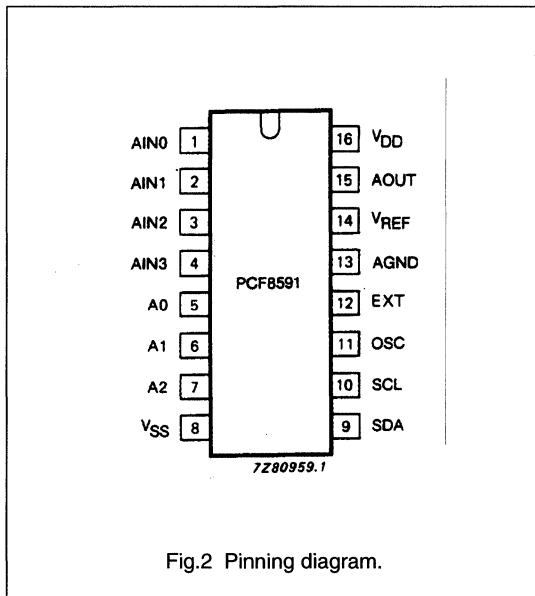 AIN0 1 16 VDD
AIN1 2 15 AOUT
AIN2 3 14 VREF
AIN3 4 13 AGND
PCF8591
A0 5 12 EXT
A1 6 11 OSC
A2 7 10 SCL
VSS 8 9 SDA
7Z80959.1
Fig.2 Pinning diagram.